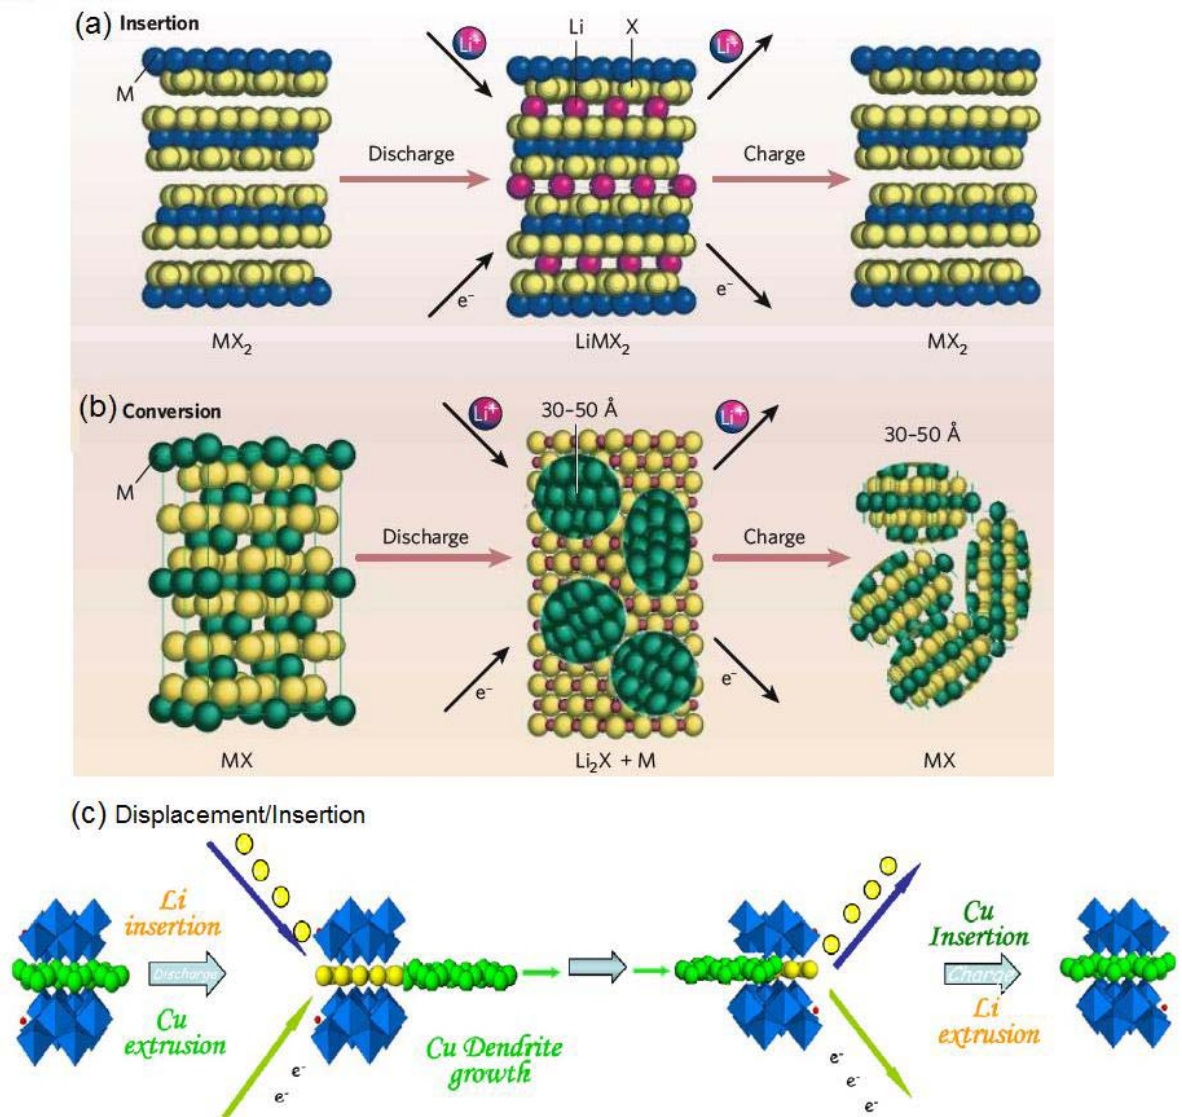 (a) Insertion
Li X
Li⁺ Li⁺
M
Discharge Charge
e⁻ e⁻
MX₂ LiMX₂ MX₂
(b) Conversion
Li⁺ 30–50 Å Li⁺
30–50 Å
M
Discharge Charge
e⁻ e⁻
MX Li₂X + M MX
(c) Displacement/Insertion
Li
insertion
Discharge
Cu
extrusion
Cu Dendrite
growth
e⁻
e⁻
Cu
Insertion
Charge
Li
extrusion
e⁻
e⁻
e⁻